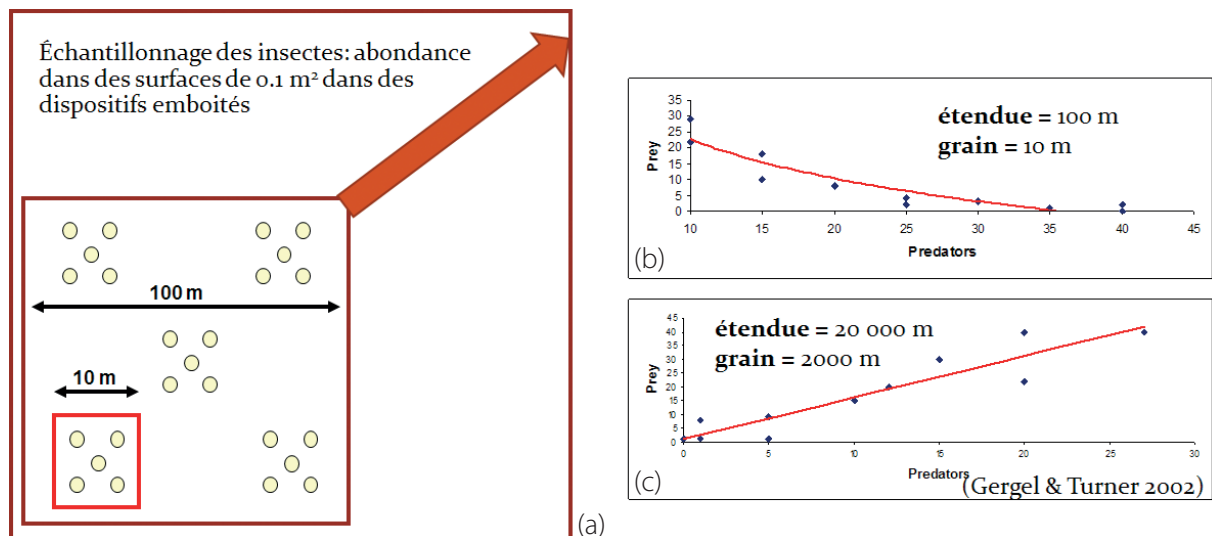 Échantillonnage des insectes: abondance
dans des surfaces de 0.1 m² dans des
dispositifs emboités
100 m
10 m
(a)
étendue = 100 m
grain = 10 m
Prey
35
30
25
20
15
10
5
0
10 15 20 25 30 35 40 45
Predators
(b)
étendue = 20 000 m
grain = 2000 m
Prey
45
40
35
30
25
20
15
10
5
0
0 5 10 15 20 25 30
Predators
(Gergel & Turner 2002)
(c)